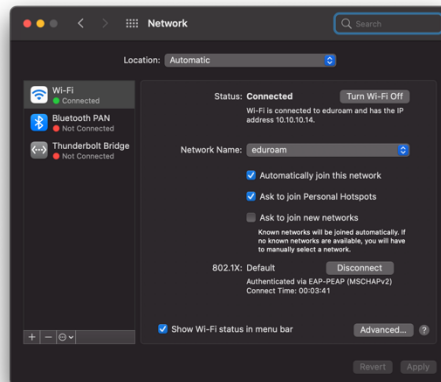 Network
Search
Location: Automatic
Wi-Fi
Connected
Bluetooth PAN
Not Connected
Thunderbolt Bridge
Not Connected
Status: Connected
Turn Wi-Fi Off
Wi-Fi is connected to eduroam and has the IP
address 10.10.10.14.
Network Name: eduroam
Automatically join this network
Ask to join Personal Hotspots
Ask to join new networks
Known networks will be joined automatically. If
no known networks are available, you will have
to manually select a network.
802.1X: Default
Disconnect
Authenticated via EAP-PEAP (MSCHAPv2)
Connect Time: 00:03:41
Show Wi-Fi status in menu bar
Advanced...
?
Revert
Apply